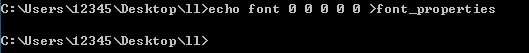 C:\Users\12345\Desktop\ll>echo font 0 0 0 0 0 >font_properties
C:\Users\12345\Desktop\ll>